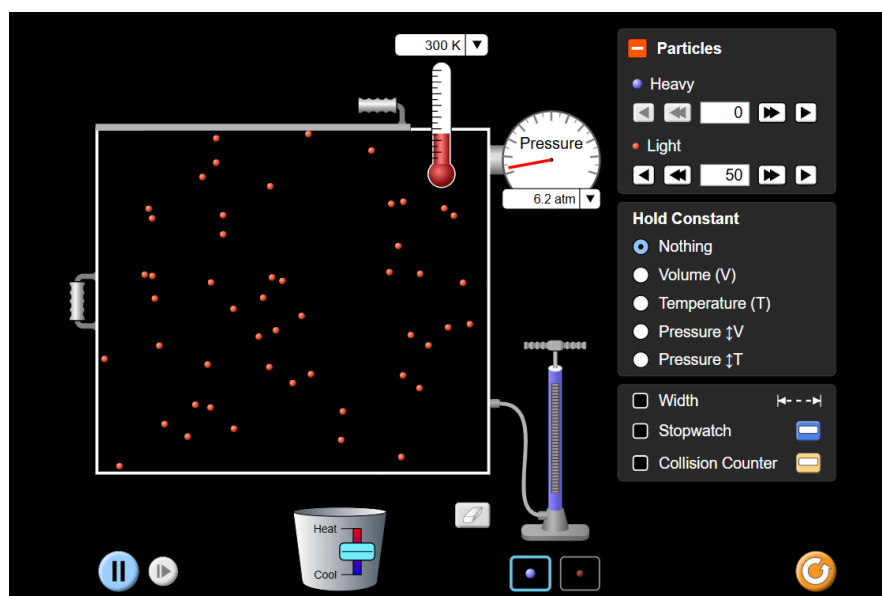 300 K
Particles
Heavy
0
Light
50
Pressure
6.2 atm
Hold Constant
Nothing
Volume (V)
Temperature (T)
Pressure ↕V
Pressure ↕T
Width
Stopwatch
Collision Counter
Heat
Cool